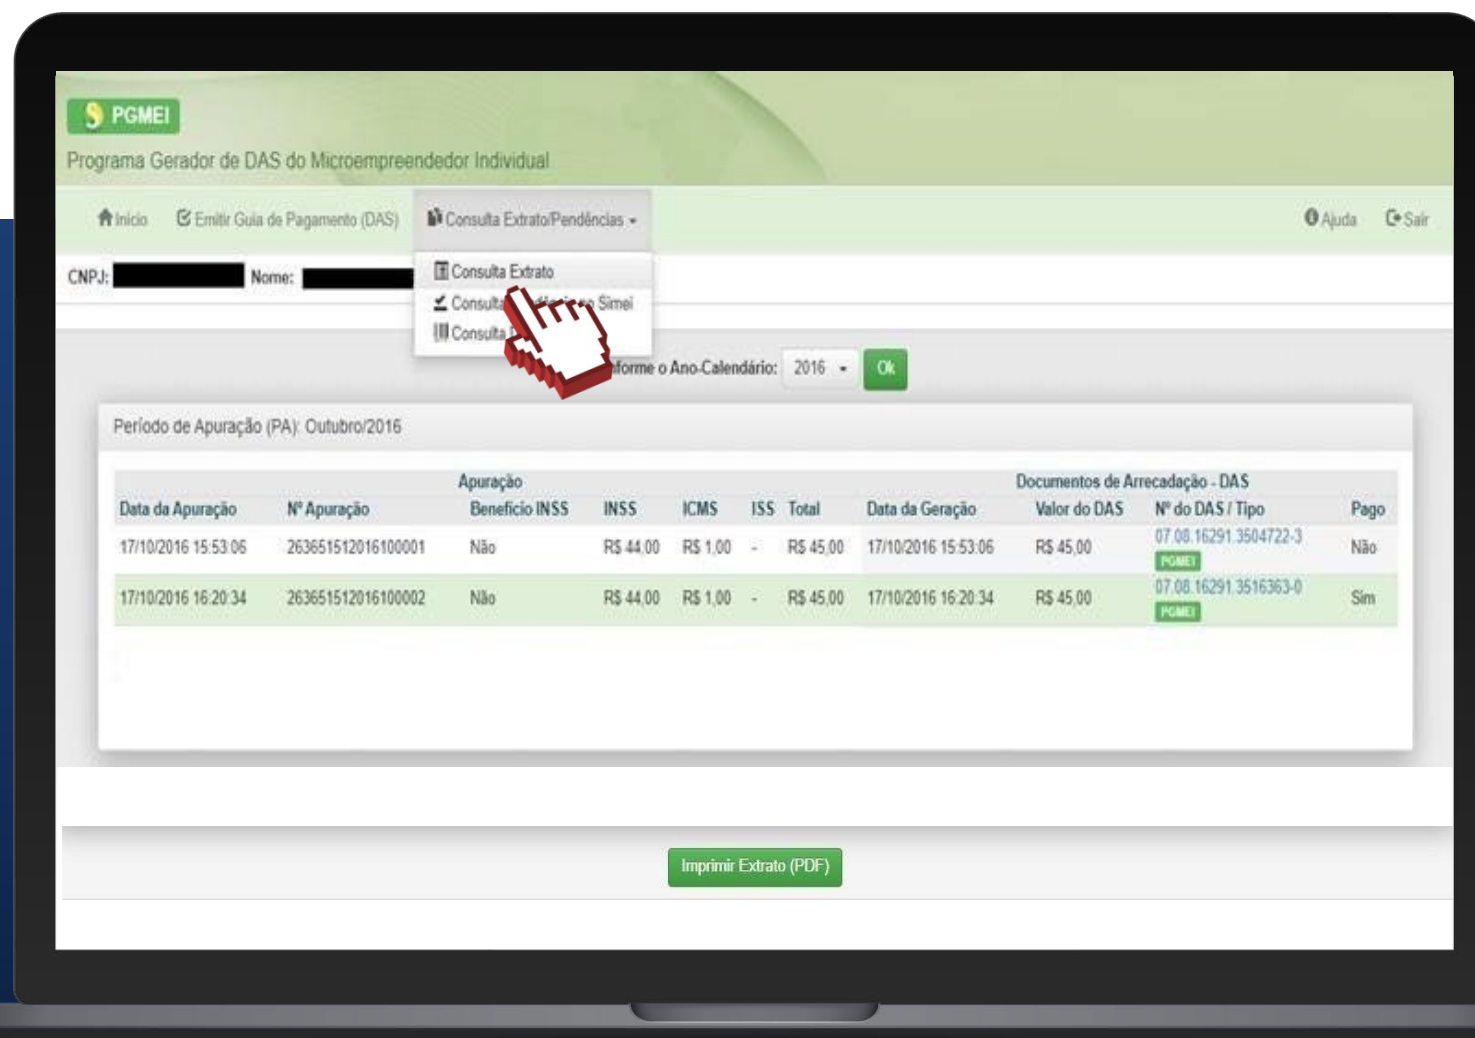 PGMEI
Programa Gerador de DAS do Microempreendedor Individual
Início Emitir Guia de Pagamento (DAS) Consulta Extrato/Pendências Ajuda Sair
CNPJ: Nome:
Consulta Extrato
Consulta no Simei
Consulta
o Ano-Calendário: 2016 Ok
Período de Apuração (PA): Outubro/2016
Apuração Documentos de Arrecadação - DAS
Data da Apuração Nº Apuração Benefício INSS INSS ICMS ISS Total Data da Geração Valor do DAS Nº do DAS / Tipo Pago
17/10/2016 15:53:06 263651512016100001 Não R$ 44,00 R$ 1,00 - R$ 45,00 17/10/2016 15:53:06 R$ 45,00 07.08.16291.3504722-3 Não
PGMEI
17/10/2016 16:20:34 263651512016100002 Não R$ 44,00 R$ 1,00 - R$ 45,00 17/10/2016 16:20:34 R$ 45,00 07.08.16291.3516363-0 Sim
PGMEI
Imprimir Extrato (PDF)